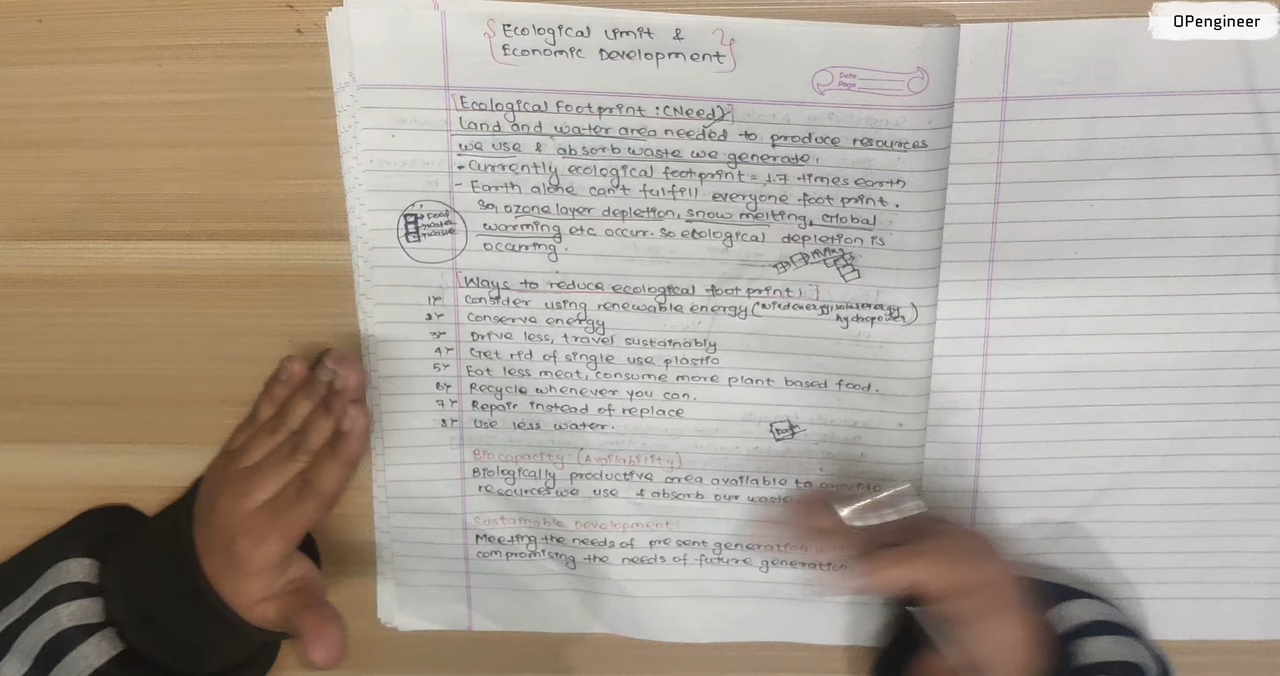 OPengineer
Ecological Limit &
Economic Development
Date
Page
[Ecological Footprint : (Need)]
land and water area needed to produce resources
we use & absorb waste we generate.
- Currently ecological footprint = 1.7 times earth
- Earth alone can't fulfill everyone foot print.
So, ozone layer depletion, snow melting, Global
warming etc occur. so ecological depletion is
ocurring.
Food
water
waste
[Ways to reduce ecological footprint:]
1> Consider using renewable energy (wind energy, solar energy
hydropower)
2> Conserve energy
3> Drive less, travel sustainably
4> Get rid of single use plastic
5> Eat less meat, consume more plant based food.
6> Recycle whenever you can.
7> Repair instead of replace
8> Use less water.
Biocapacity: (Availability)
Biologically productive area available to provide
resources we use & absorb our waste
Sustainable Development:
Meeting the needs of present generation
compromising the needs of future generation